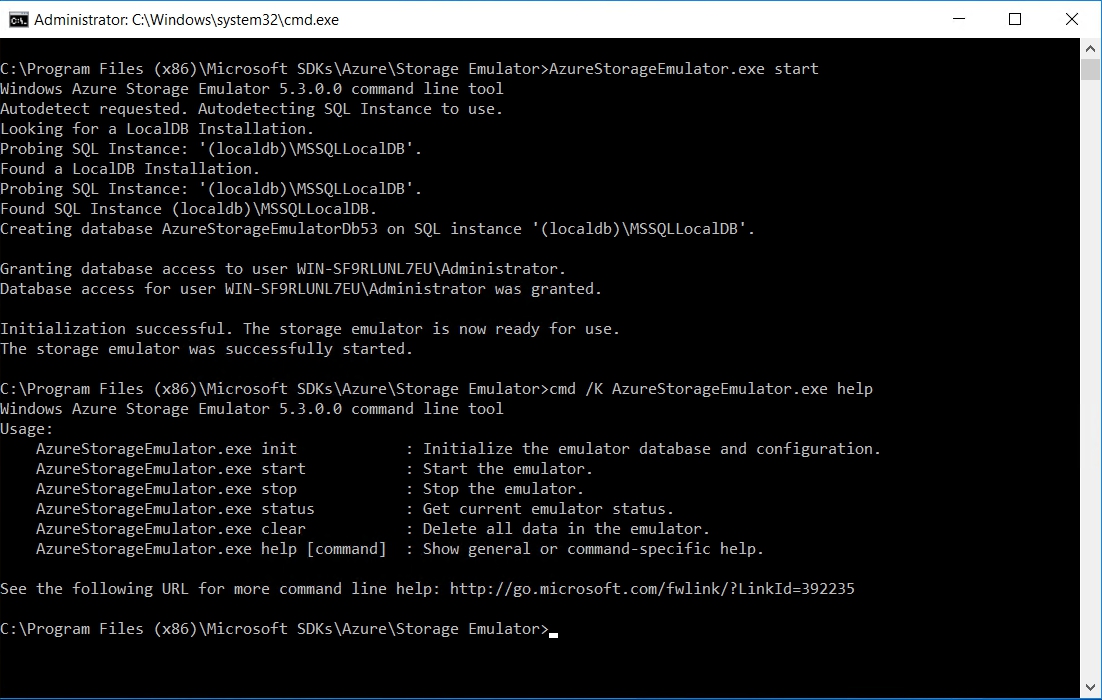 Administrator: C:\Windows\system32\cmd.exe
C:\Program Files (x86)\Microsoft SDKs\Azure\Storage Emulator>AzureStorageEmulator.exe start
Windows Azure Storage Emulator 5.3.0.0 command line tool
Autodetect requested. Autodetecting SQL Instance to use.
Looking for a LocalDB Installation.
Probing SQL Instance: '(localdb)\MSSQLLocalDB'.
Found a LocalDB Installation.
Probing SQL Instance: '(localdb)\MSSQLLocalDB'.
Found SQL Instance (localdb)\MSSQLLocalDB.
Creating database AzureStorageEmulatorDb53 on SQL instance '(localdb)\MSSQLLocalDB'.
Granting database access to user WIN-SF9RLUNL7EU\Administrator.
Database access for user WIN-SF9RLUNL7EU\Administrator was granted.
Initialization successful. The storage emulator is now ready for use.
The storage emulator was successfully started.
C:\Program Files (x86)\Microsoft SDKs\Azure\Storage Emulator>cmd /K AzureStorageEmulator.exe help
Windows Azure Storage Emulator 5.3.0.0 command line tool
Usage:
    AzureStorageEmulator.exe init            : Initialize the emulator database and configuration.
    AzureStorageEmulator.exe start           : Start the emulator.
    AzureStorageEmulator.exe stop            : Stop the emulator.
    AzureStorageEmulator.exe status          : Get current emulator status.
    AzureStorageEmulator.exe clear           : Delete all data in the emulator.
    AzureStorageEmulator.exe help [command]  : Show general or command-specific help.
See the following URL for more command line help: http://go.microsoft.com/fwlink/?LinkId=392235
C:\Program Files (x86)\Microsoft SDKs\Azure\Storage Emulator>